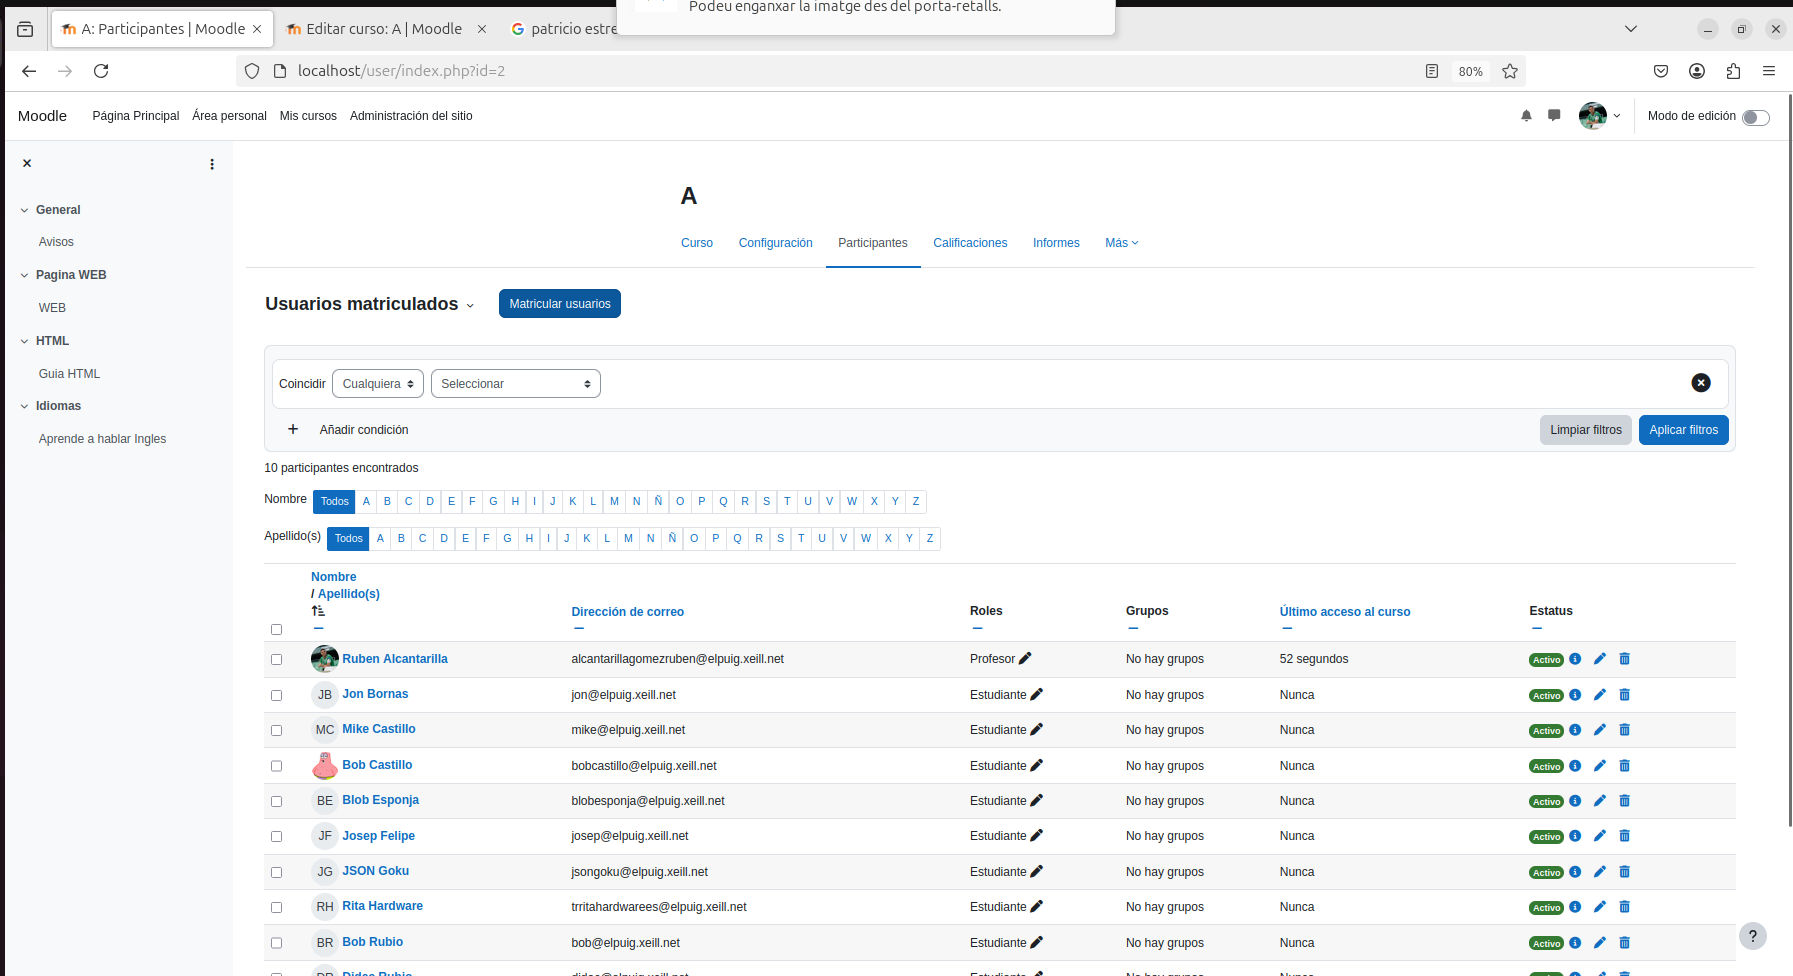 Podeu enganxar la imatge des del porta-retalls.
A: Participantes | Moodle
Editar curso: A | Moodle
patricio estre
localhost/user/index.php?id=2
80%
Moodle
Página Principal
Área personal
Mis cursos
Administración del sitio
Modo de edición
General
Avisos
Pagina WEB
WEB
HTML
Guia HTML
Idiomas
Aprende a hablar Ingles
A
Curso
Configuración
Participantes
Calificaciones
Informes
Más
Usuarios matriculados
Matricular usuarios
Coincidir
Cualquiera
Seleccionar
+ Añadir condición
Limpiar filtros
Aplicar filtros
10 participantes encontrados
Nombre Todos A B C D E F G H I J K L M N Ñ O P Q R S T U V W X Y Z
Apellido(s) Todos A B C D E F G H I J K L M N Ñ O P Q R S T U V W X Y Z
Nombre
/ Apellido(s)
Dirección de correo
Roles
Grupos
Último acceso al curso
Estatus
Ruben Alcantarilla alcantarillagomezruben@elpuig.xeill.net Profesor No hay grupos 52 segundos Activo
JB Jon Bornas jon@elpuig.xeill.net Estudiante No hay grupos Nunca Activo
MC Mike Castillo mike@elpuig.xeill.net Estudiante No hay grupos Nunca Activo
Bob Castillo bobcastillo@elpuig.xeill.net Estudiante No hay grupos Nunca Activo
BE Blob Esponja blobesponja@elpuig.xeill.net Estudiante No hay grupos Nunca Activo
JF Josep Felipe josep@elpuig.xeill.net Estudiante No hay grupos Nunca Activo
JG JSON Goku jsongoku@elpuig.xeill.net Estudiante No hay grupos Nunca Activo
RH Rita Hardware trritahardwarees@elpuig.xeill.net Estudiante No hay grupos Nunca Activo
BR Bob Rubio bob@elpuig.xeill.net Estudiante No hay grupos Nunca Activo
?